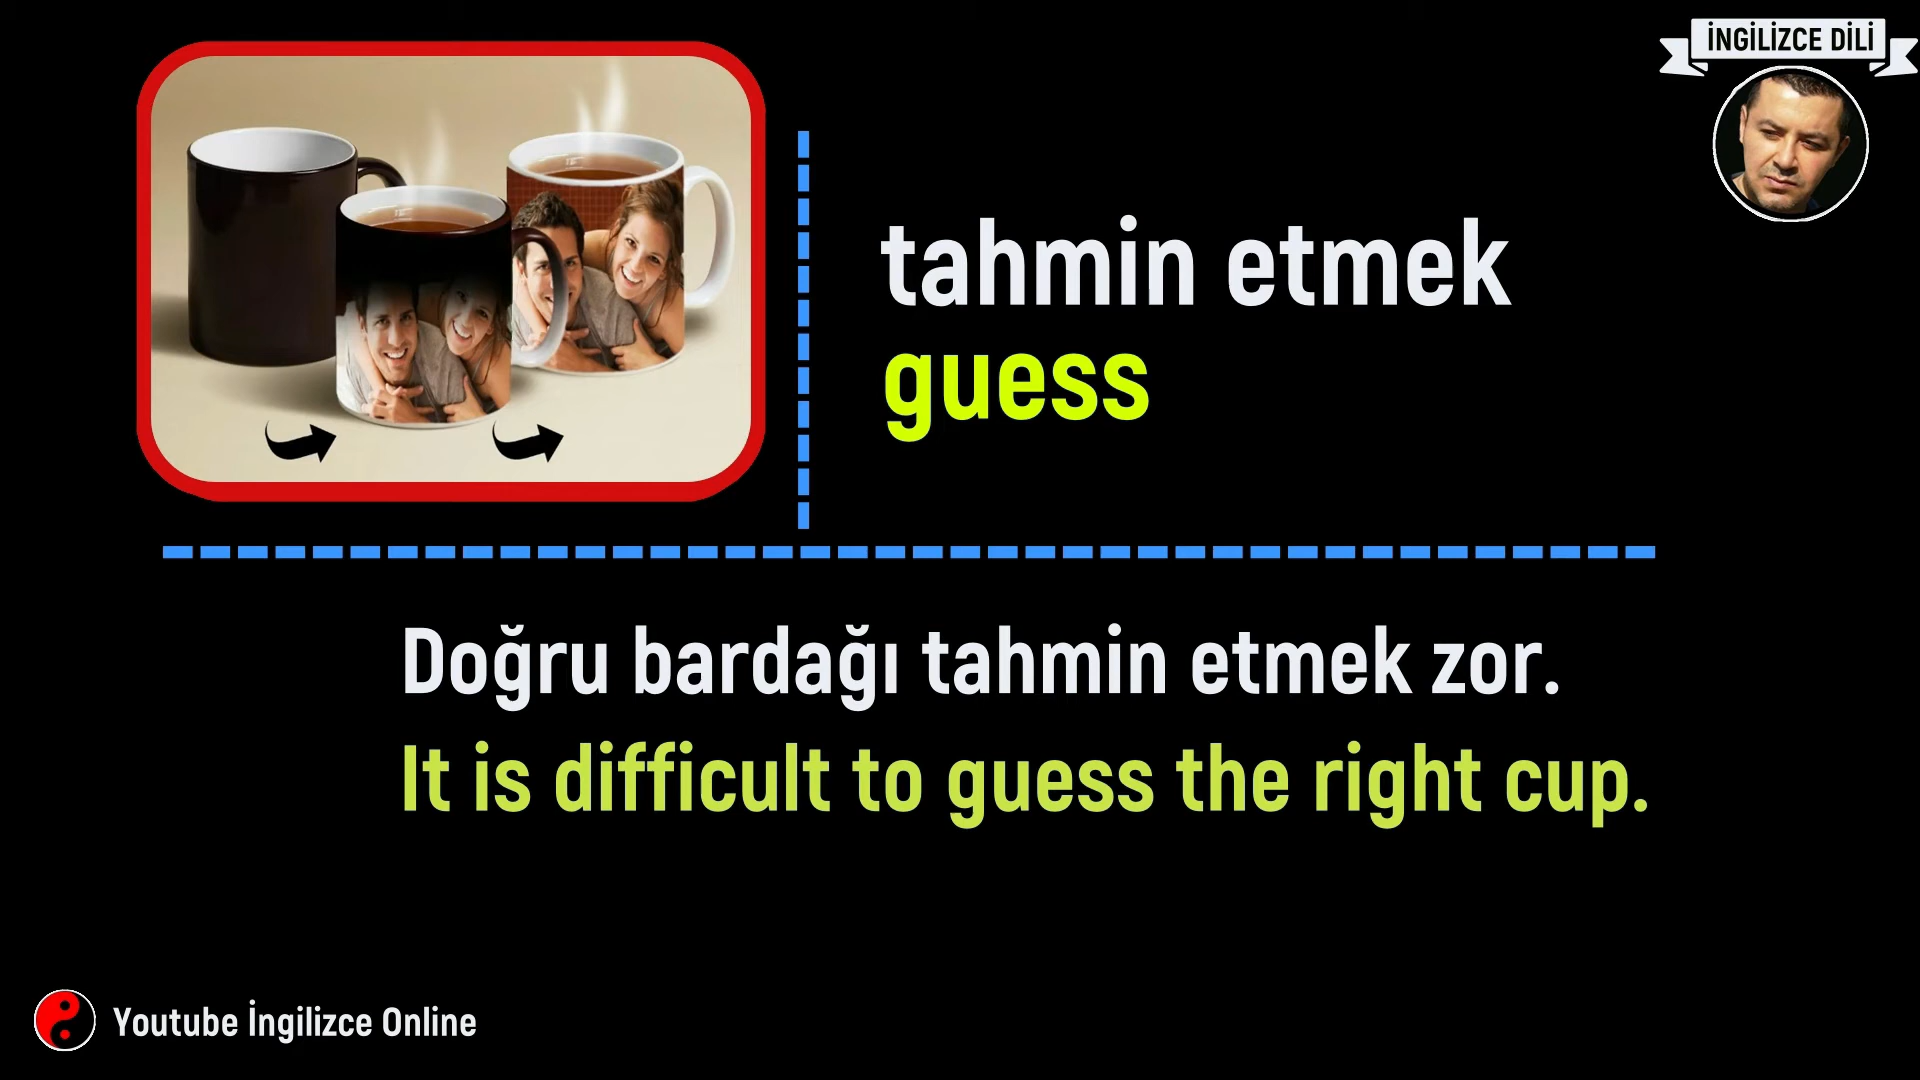 İNGİLİZCE DİLİ
tahmin etmek
guess
Doğru bardağı tahmin etmek zor.
It is difficult to guess the right cup.
Youtube İngilizce Online